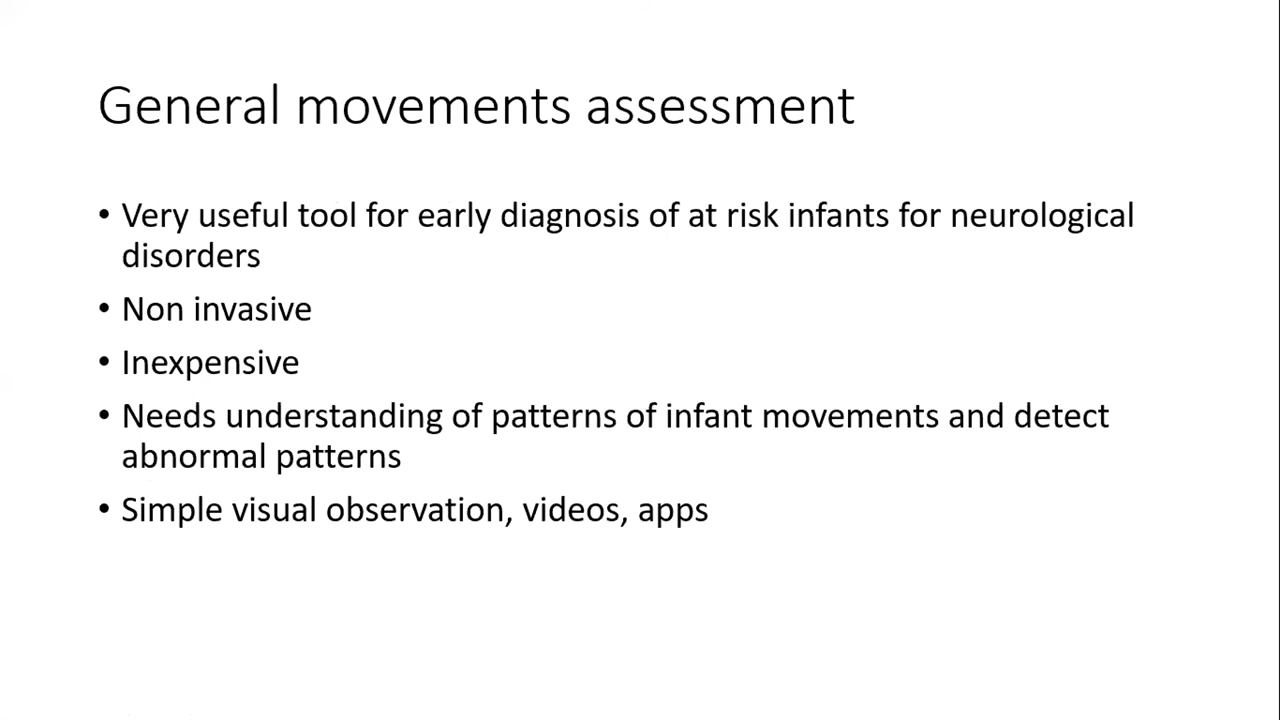 General movements assessment
• Very useful tool for early diagnosis of at risk infants for neurological
disorders
• Non invasive
• Inexpensive
• Needs understanding of patterns of infant movements and detect
abnormal patterns
• Simple visual observation, videos, apps